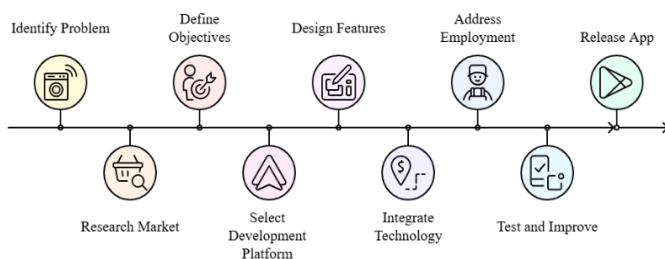 Identify Problem
Define
Objectives
Design Features
Address
Employment
Release App
$
Research Market
Select
Development
Platform
Integrate
Technology
Test and Improve